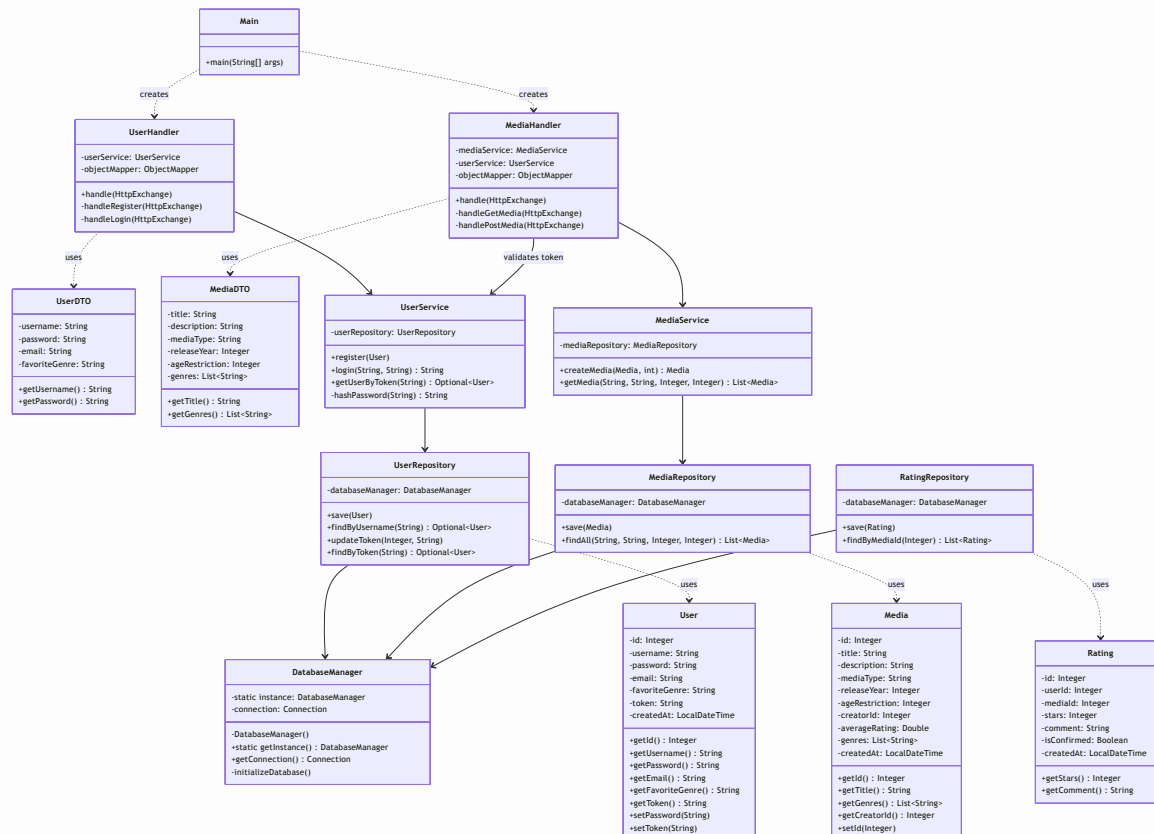 Main
+main(String[] args)
creates
creates
UserHandler
-userService: UserService
-objectMapper: ObjectMapper
+handle(HttpExchange)
-handleRegister(HttpExchange)
-handleLogin(HttpExchange)
MediaHandler
-mediaService: MediaService
-userService: UserService
-objectMapper: ObjectMapper
+handle(HttpExchange)
-handleGetMedia(HttpExchange)
-handlePostMedia(HttpExchange)
uses
uses
validates token
UserDTO
-username: String
-password: String
-email: String
-favoriteGenre: String
+getUsername() : String
+getPassword() : String
MediaDTO
-title: String
-description: String
-mediaType: String
-releaseYear: Integer
-ageRestriction: Integer
-genres: List<String>
+getTitle() : String
+getGenres() : List<String>
UserService
-userRepository: UserRepository
+register(User)
+login(String, String) : String
+getUserByToken(String) : Optional<User>
-hashPassword(String) : String
MediaService
-mediaRepository: MediaRepository
+createMedia(Media, int) : Media
+getMedia(String, String, Integer, Integer) : List<Media>
UserRepository
-databaseManager: DatabaseManager
+save(User)
+findByUsername(String) : Optional<User>
+updateToken(Integer, String)
+findByToken(String) : Optional<User>
MediaRepository
-databaseManager: DatabaseManager
+save(Media)
+findAll(String, String, Integer, Integer) : List<Media>
RatingRepository
-databaseManager: DatabaseManager
+save(Rating)
+findByMediaId(Integer) : List<Rating>
uses
uses
uses
DatabaseManager
-static instance: DatabaseManager
-connection: Connection
-DatabaseManager()
+static getInstance() : DatabaseManager
+getConnection() : Connection
-initializeDatabase()
User
-id: Integer
-username: String
-password: String
-email: String
-favoriteGenre: String
-token: String
-createdAt: LocalDateTime
+getId() : Integer
+getUsername() : String
+getPassword() : String
+getEmail() : String
+getFavoriteGenre() : String
+getToken() : String
+setPassword(String)
+setToken(String)
Media
-id: Integer
-title: String
-description: String
-mediaType: String
-releaseYear: Integer
-ageRestriction: Integer
-creatorId: Integer
-averageRating: Double
-genres: List<String>
-createdAt: LocalDateTime
+getId() : Integer
+getTitle() : String
+getGenres() : List<String>
+getCreatorId() : Integer
+setId(Integer)
Rating
-id: Integer
-userId: Integer
-mediaId: Integer
-stars: Integer
-comment: String
-isConfirmed: Boolean
-createdAt: LocalDateTime
+getStars() : Integer
+getComment() : String